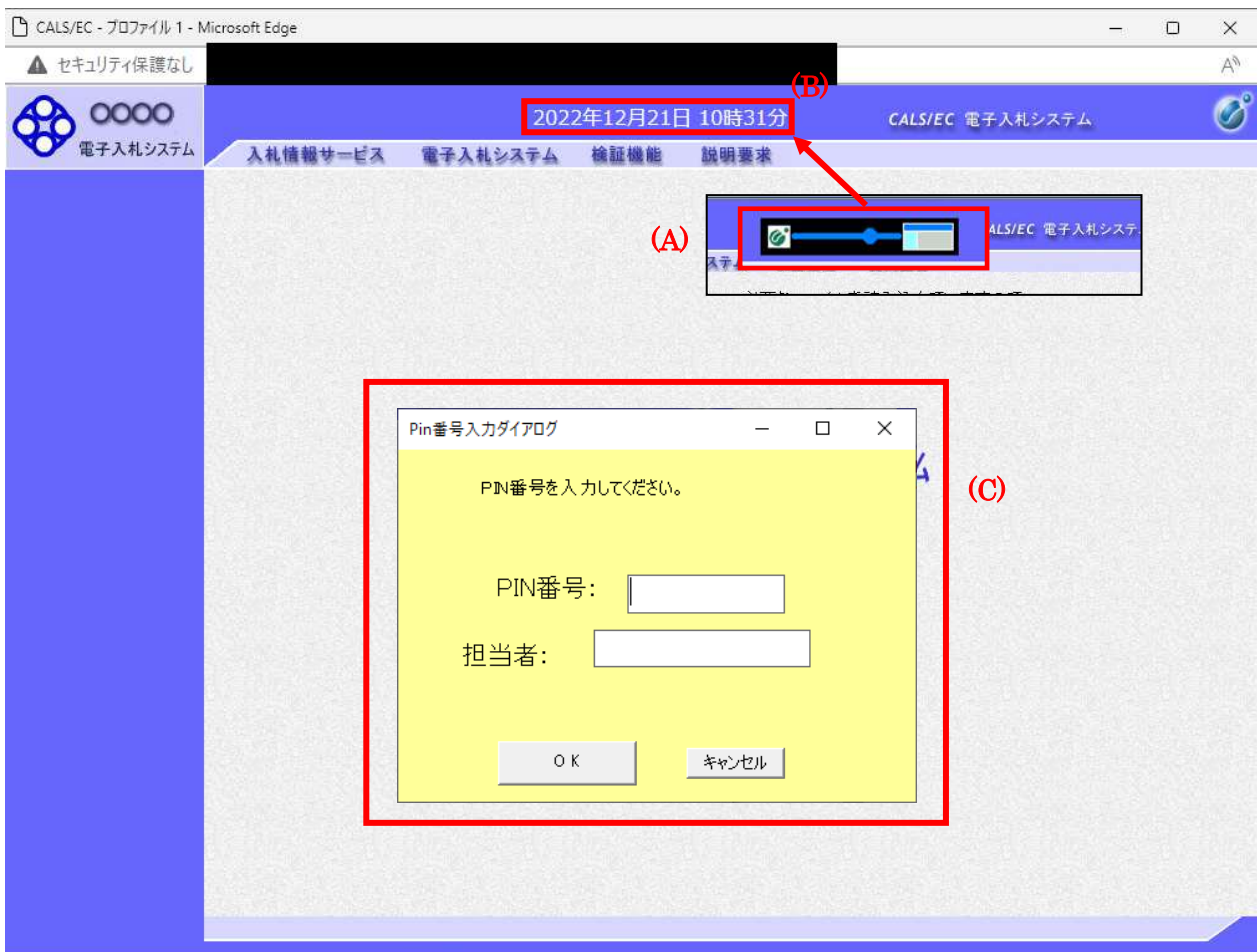 CALS/EC - プロファイル 1 - Microsoft Edge
セキュリティ保護なし
A
(B)
〇〇〇〇
電子入札システム
2022年12月21日 10時31分
CALS/EC 電子入札システム
入札情報サービス 電子入札システム 検証機能 説明要求
(A)
ALS/EC 電子入札システ
ステム
Pin番号入力ダイアログ
PIN番号を入力してください。
ム
(C)
PIN番号:
担当者:
OK
キャンセル